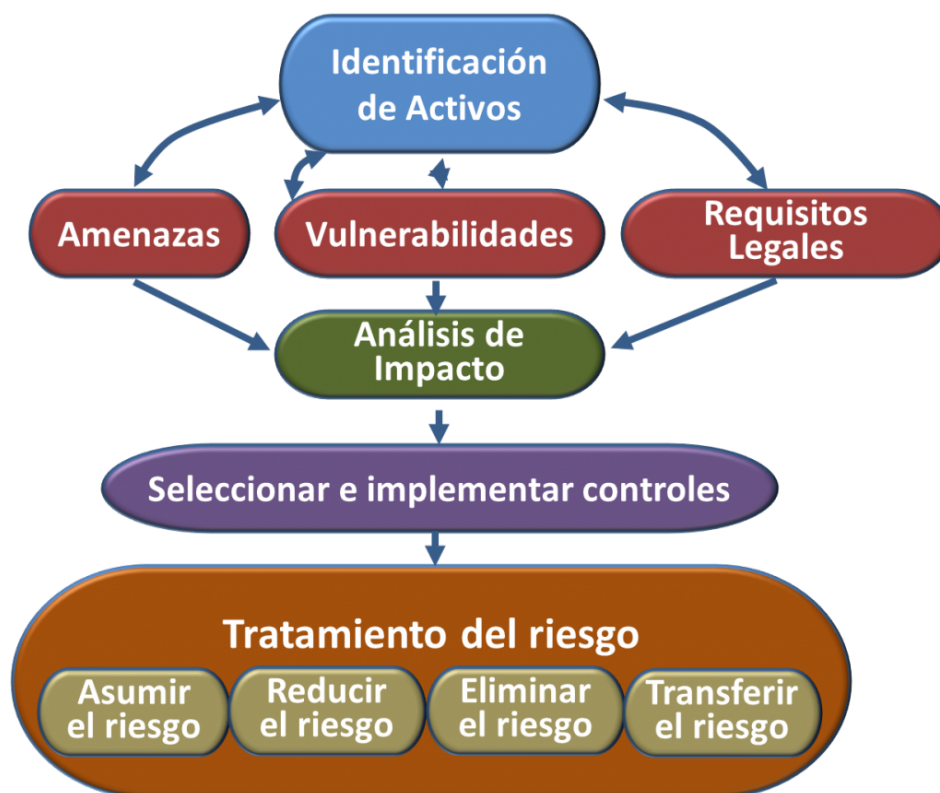 Identificación
de Activos
Amenazas
Vulnerabilidades
Requisitos
Legales
Análisis de
Impacto
Seleccionar e implementar controles
Tratamiento del riesgo
Asumir
el riesgo
Reducir
el riesgo
Eliminar
el riesgo
Transferir
el riesgo